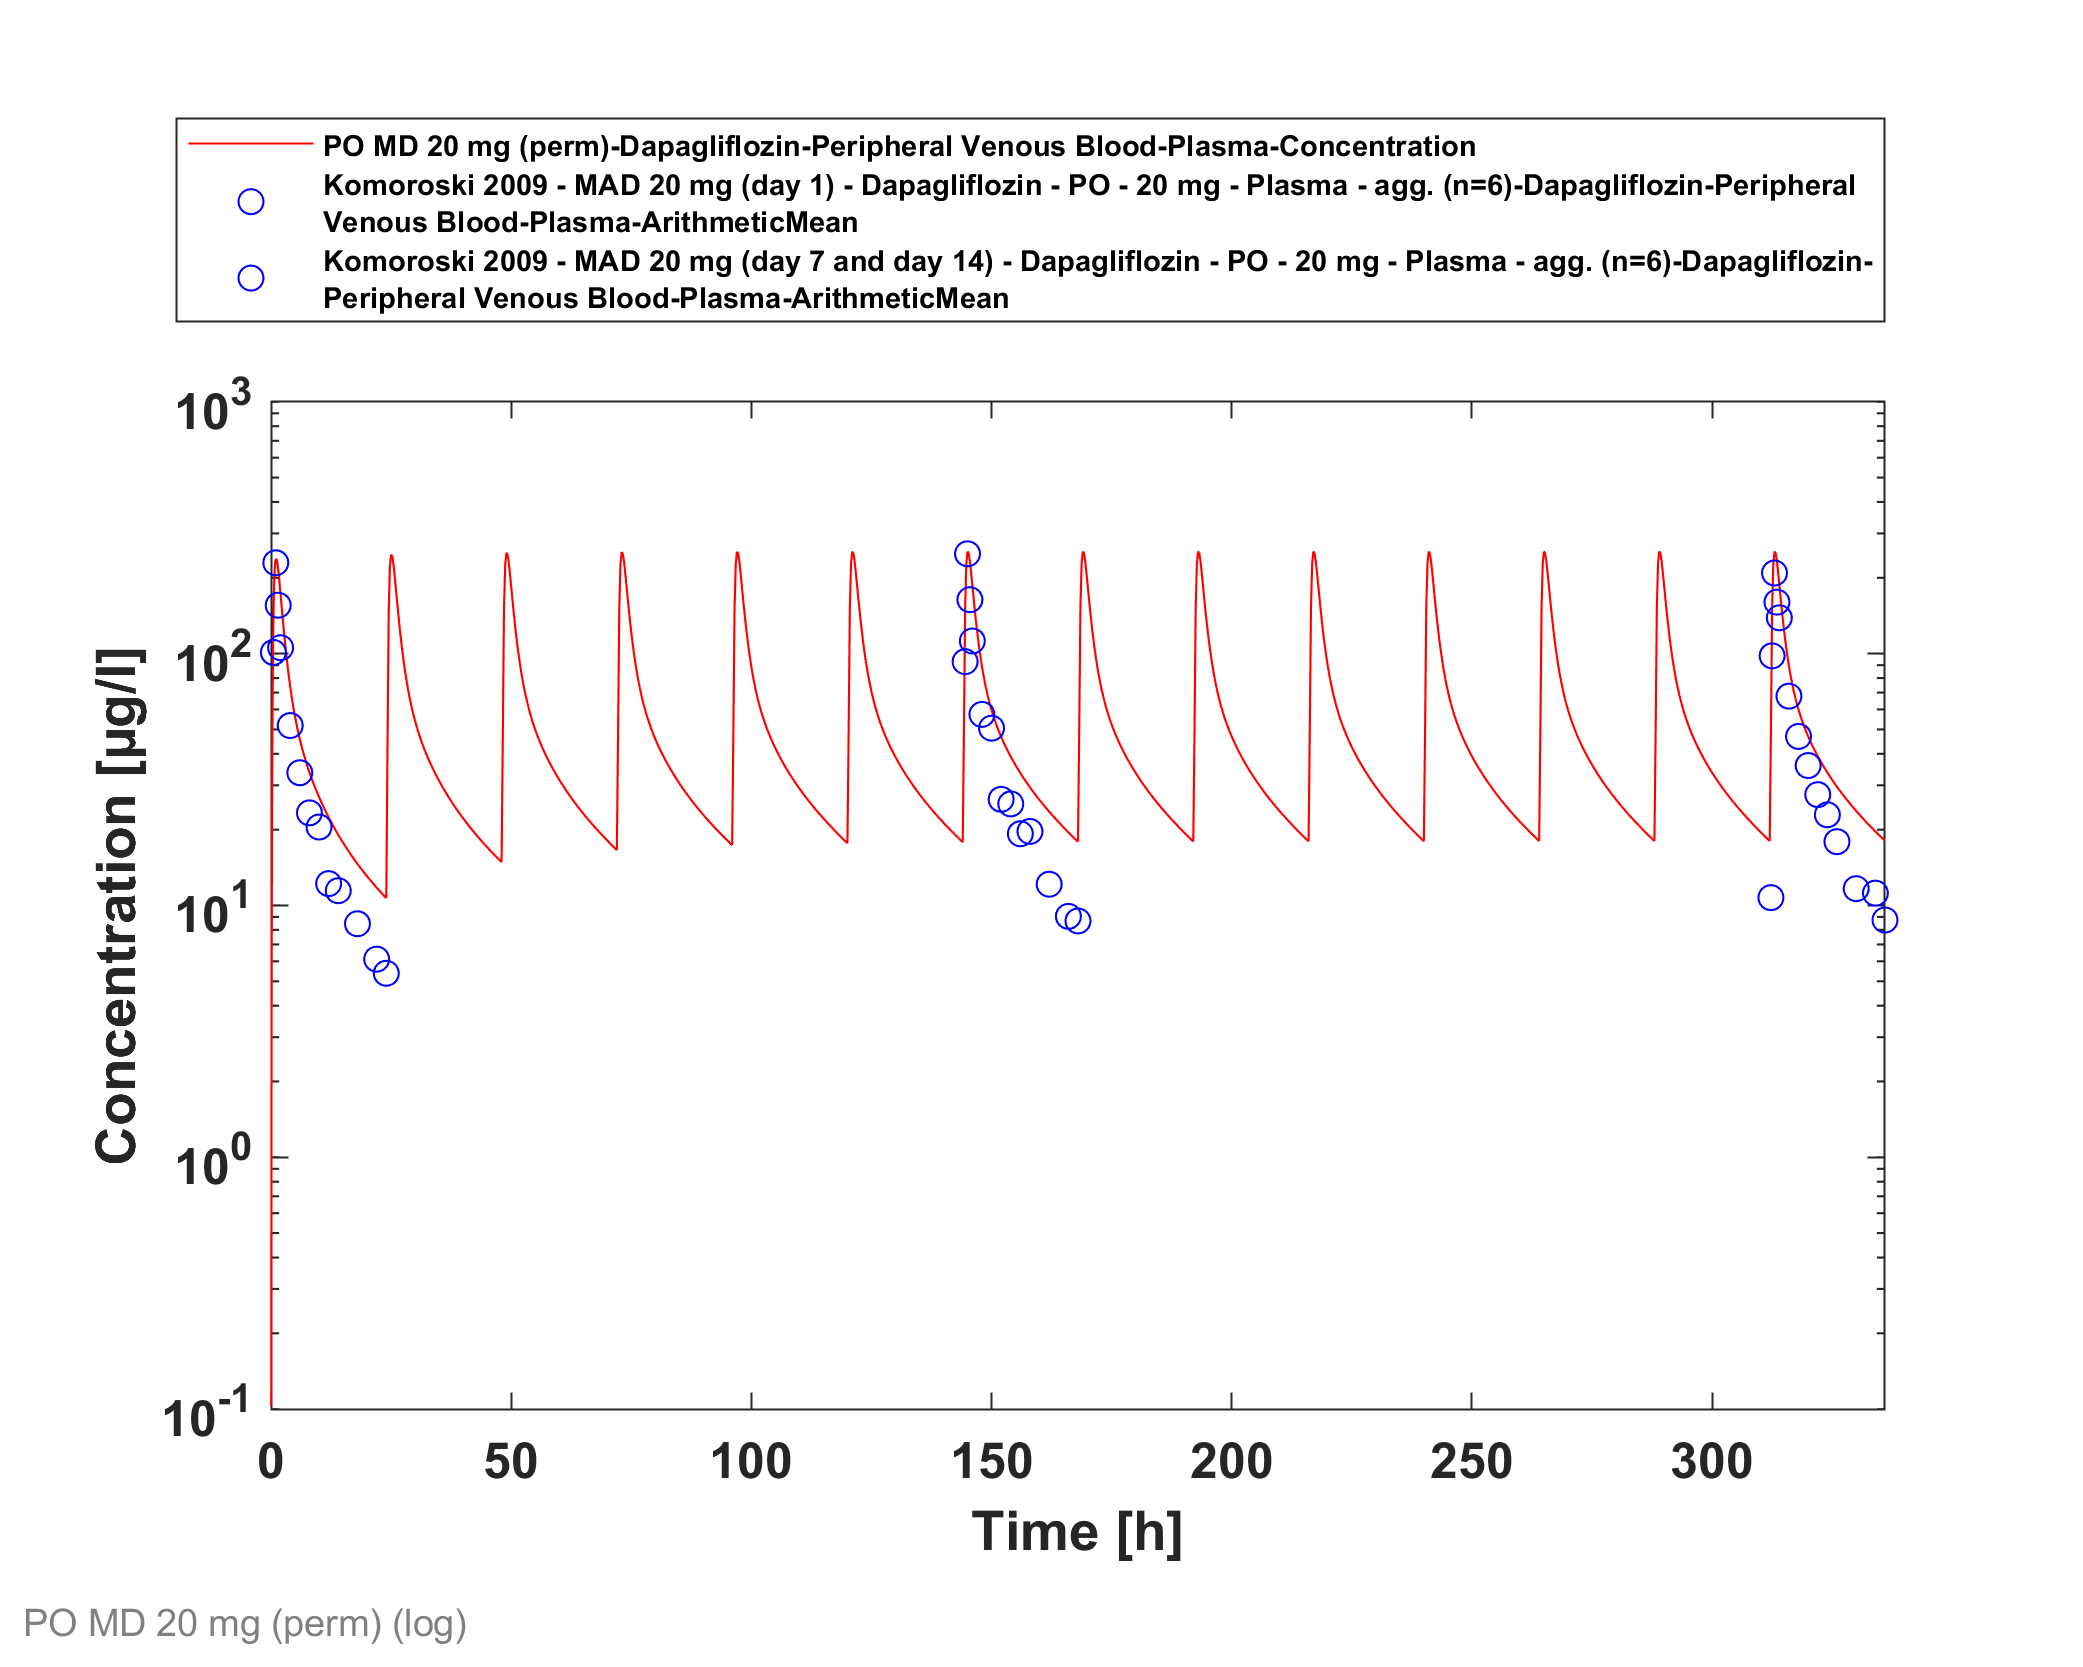 PO MD 20 mg (perm)-Dapagliflozin-Peripheral Venous Blood-Plasma-Concentration
Komoroski 2009 - MAD 20 mg (day 1) - Dapagliflozin - PO - 20 mg - Plasma - agg. (n=6)-Dapagliflozin-Peripheral
Venous Blood-Plasma-ArithmeticMean
Komoroski 2009 - MAD 20 mg (day 7 and day 14) - Dapagliflozin - PO - 20 mg - Plasma - agg. (n=6)-Dapagliflozin-
Peripheral Venous Blood-Plasma-ArithmeticMean
10^3
10^2
10^1
10^0
10^-1
Concentration [µg/l]
0 50 100 150 200 250 300
Time [h]
PO MD 20 mg (perm) (log)